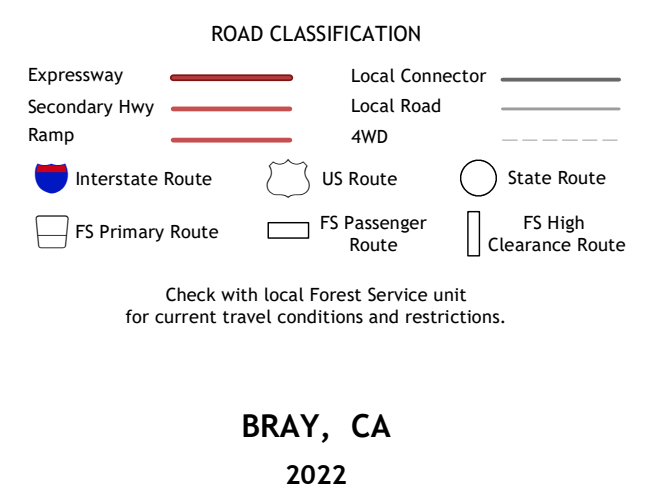 ROAD CLASSIFICATION
Expressway
Local Connector
Secondary Hwy
Local Road
Ramp
4WD
Interstate Route
US Route
State Route
FS Primary Route
FS Passenger
Route
FS High
Clearance Route
Check with local Forest Service unit
for current travel conditions and restrictions.
BRAY, CA
2022